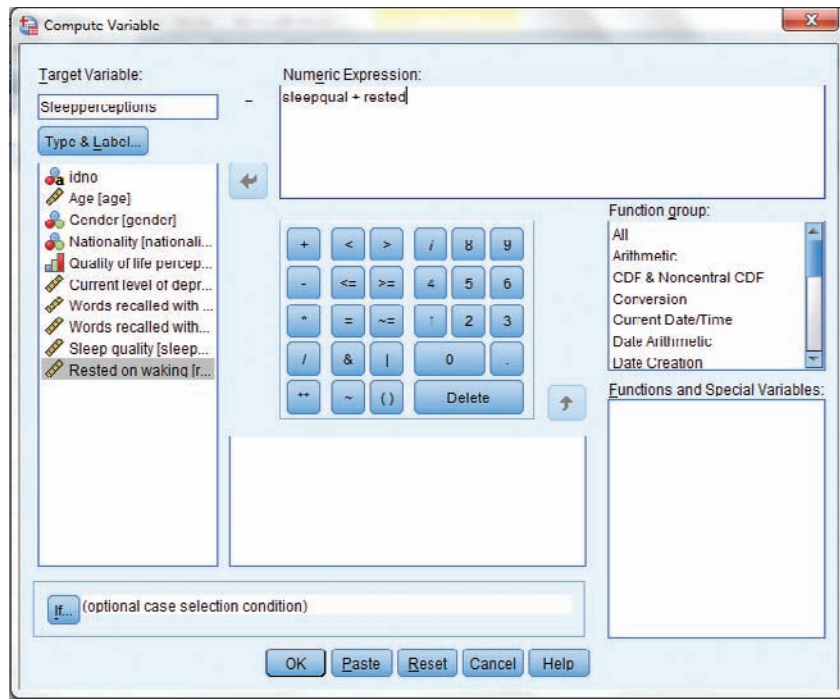 Compute Variable
Target Variable:
Sleepperceptions
=
Numeric Expression:
sleepqual + rested
Type & Label...
idno
Age [age]
Gender [gender]
Nationality [nationali...
Quality of life percep...
Current level of depr...
Words recalled with ...
Words recalled with...
Sleep quality [sleep...
Rested on waking [r...
+ < > 7 8 9
- <= >= 4 5 6
* = ~= 1 2 3
/ & | 0 .
** ~ ( ) Delete
Function group:
All
Arithmetic
CDF & Noncentral CDF
Conversion
Current Date/Time
Date Arithmetic
Date Creation
Functions and Special Variables:
If... (optional case selection condition)
OK Paste Reset Cancel Help